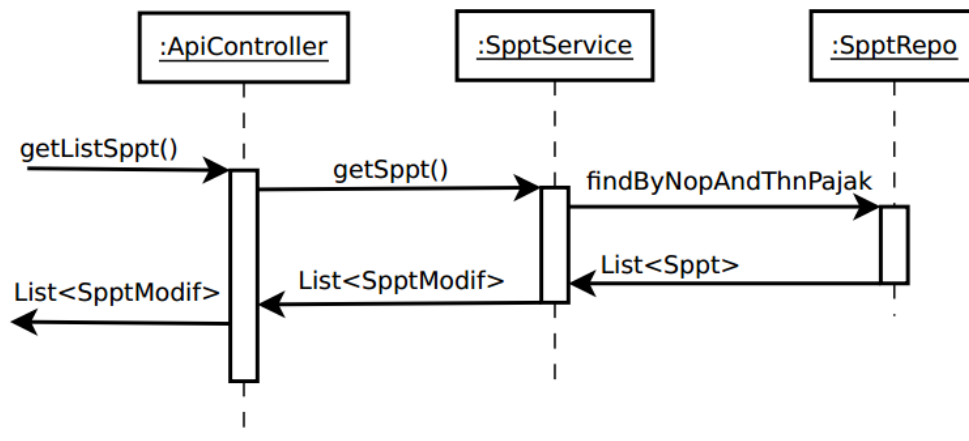 :ApiController
:SpptService
:SpptRepo
getListSppt()
getSppt()
findByNopAndThnPajak
List<Sppt>
List<SpptModif>
List<SpptModif>